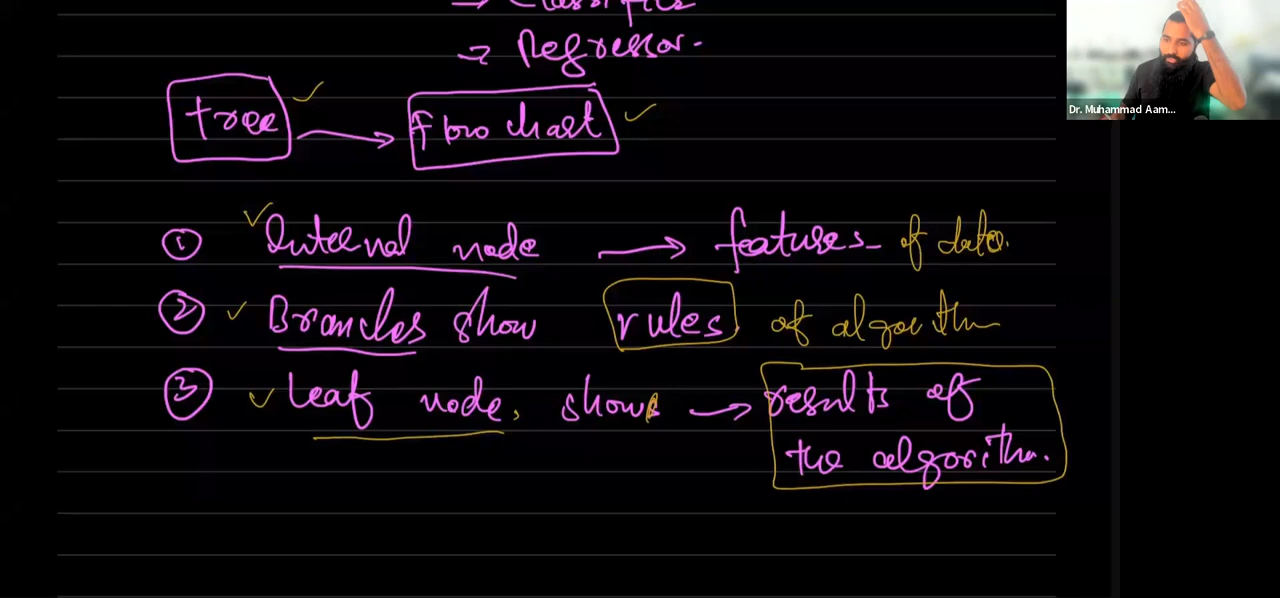 → Classifier
→ Regressor.
Dr. Muhammad Aam...
tree → flow chart
① Internal node → features of data.
② Branches show rules of algorithm
③ Leaf node, shows → results of
the algorithm.